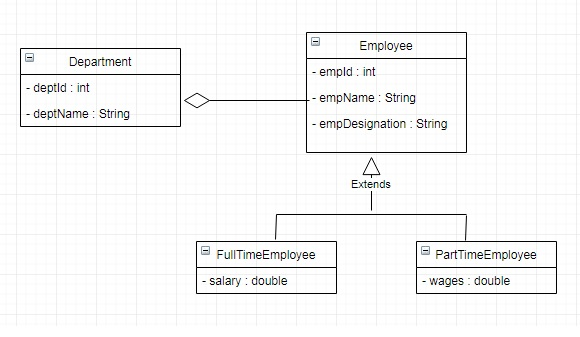 Department
- deptId : int
- deptName : String
Employee
- empId : int
- empName : String
- empDesignation : String
Extends
FullTimeEmployee
- salary : double
PartTimeEmployee
- wages : double